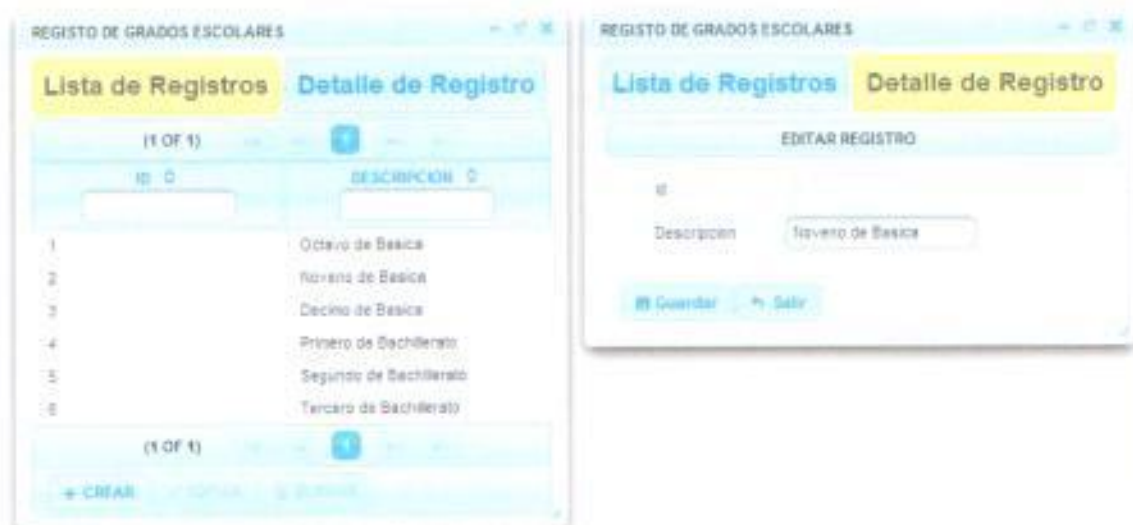 REGISTO DE GRADOS ESCOLARES
Lista de Registros Detalle de Registro
(1 OF 1) 1
ID DESCRIPCION
1 Octavo de Basica
2 Noveno de Basica
3 Decimo de Basica
4 Primero de Bachillerato
5 Segundo de Bachillerato
6 Tercero de Bachillerato
(1 OF 1) 1
+ CREAR
REGISTO DE GRADOS ESCOLARES
Lista de Registros Detalle de Registro
EDITAR REGISTRO
Id
Descripcion Noveno de Basica
Guardar Salir